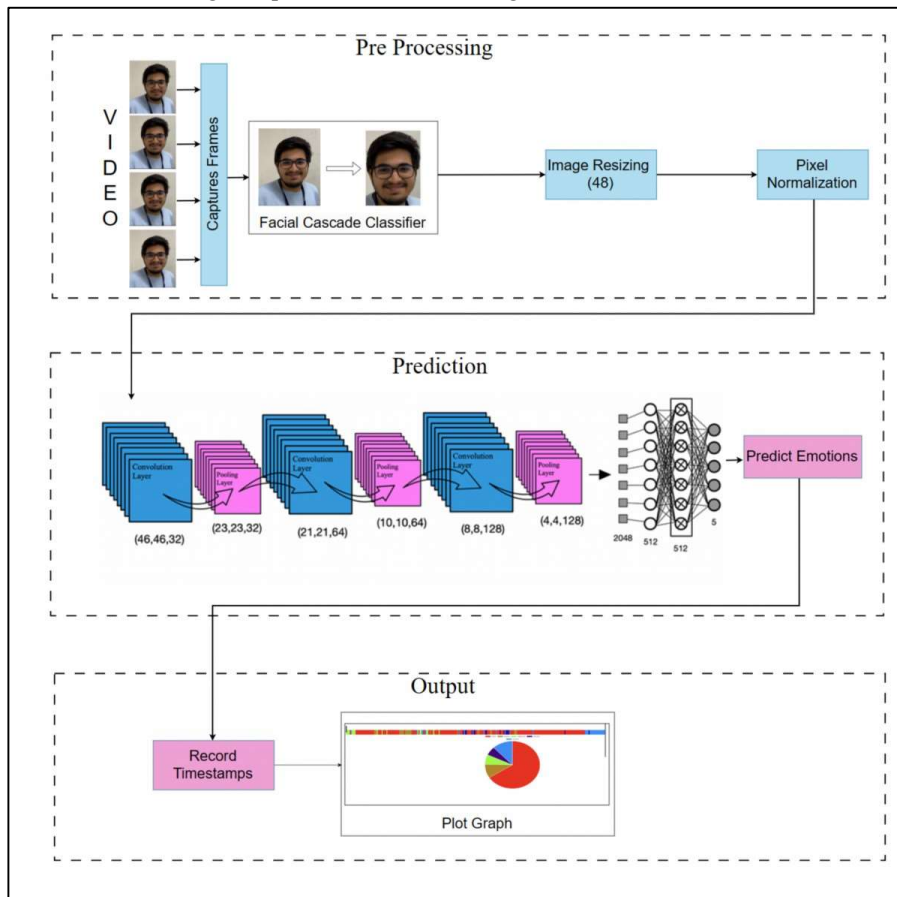 Pre Processing
VIDEO
Captures Frames
Facial Cascade Classifier
Image Resizing
(48)
Pixel
Normalization
Prediction
Convolution
Layer
(46,46,32)
Pooling
Layer
(23,23,32)
Convolution
Layer
(21,21,64)
Pooling
Layer
(10,10,64)
Convolution
Layer
(8,8,128)
Pooling
Layer
(4,4,128)
2048
512
512
5
Predict Emotions
Output
Record
Timestamps
Plot Graph